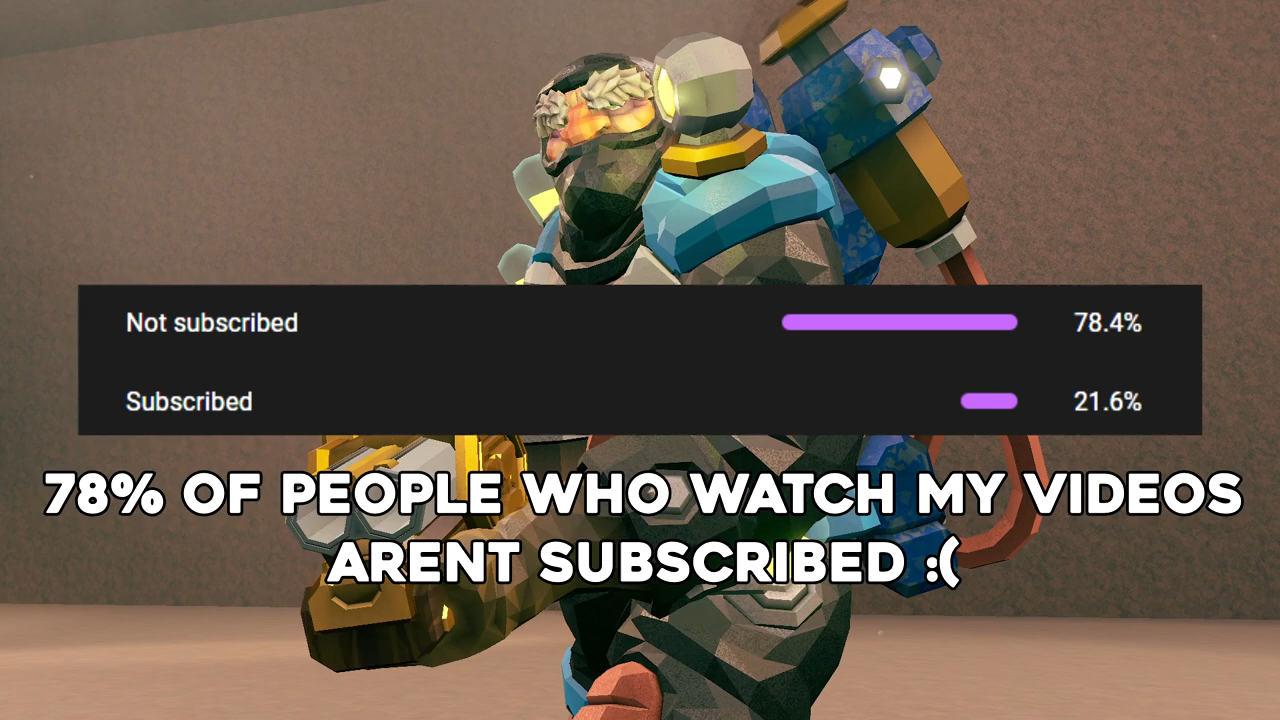 Not subscribed 78.4%
Subscribed 21.6%
78% OF PEOPLE WHO WATCH MY VIDEOS
ARENT SUBSCRIBED :(